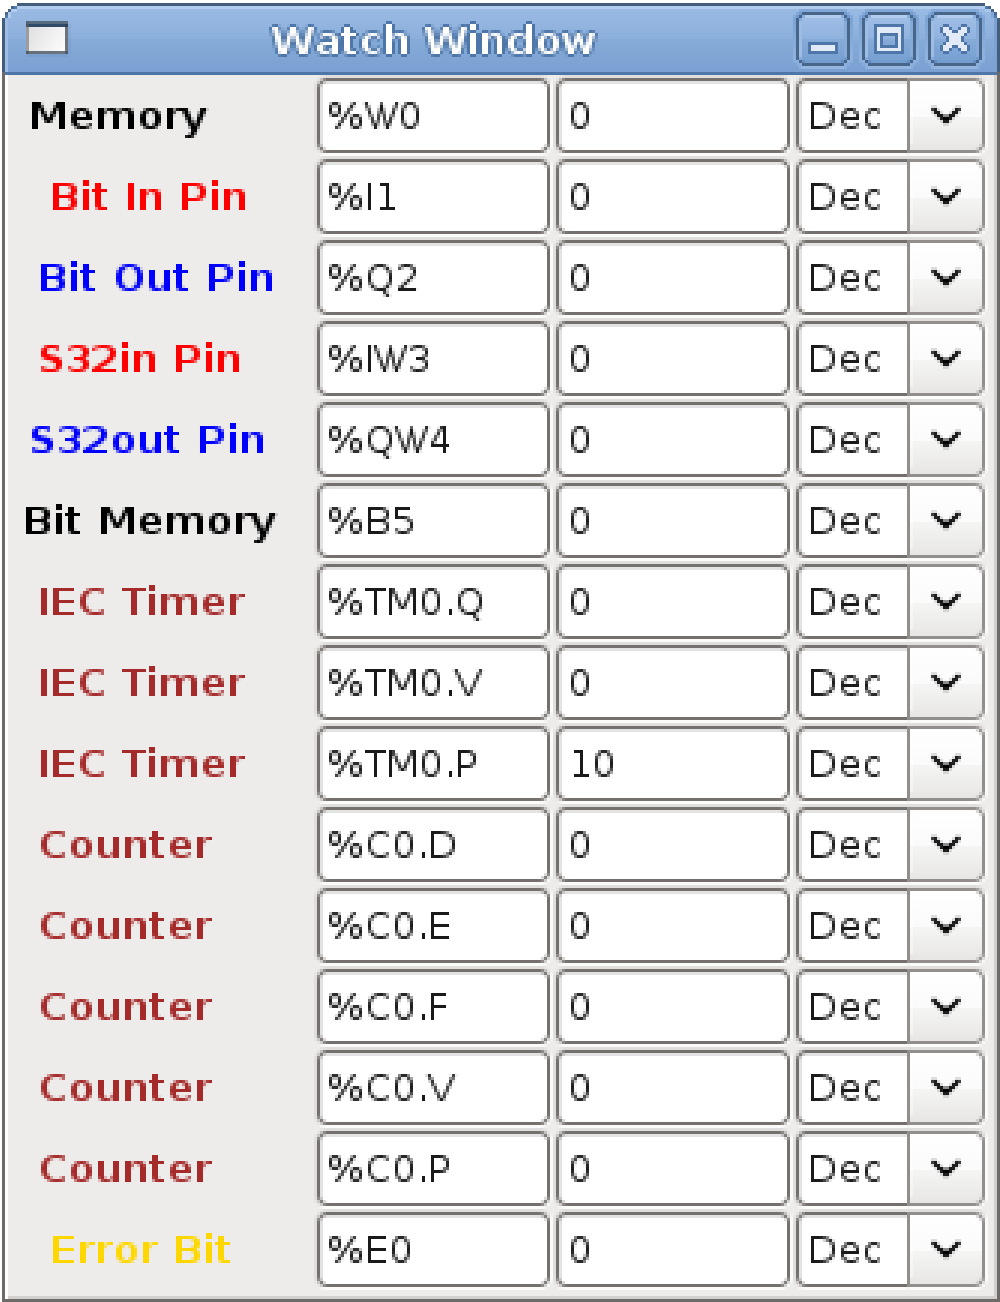 Watch Window
Memory %W0 0 Dec
Bit In Pin %I1 0 Dec
Bit Out Pin %Q2 0 Dec
S32in Pin %IW3 0 Dec
S32out Pin %QW4 0 Dec
Bit Memory %B5 0 Dec
IEC Timer %TM0.Q 0 Dec
IEC Timer %TM0.V 0 Dec
IEC Timer %TM0.P 10 Dec
Counter %C0.D 0 Dec
Counter %C0.E 0 Dec
Counter %C0.F 0 Dec
Counter %C0.V 0 Dec
Counter %C0.P 0 Dec
Error Bit %E0 0 Dec